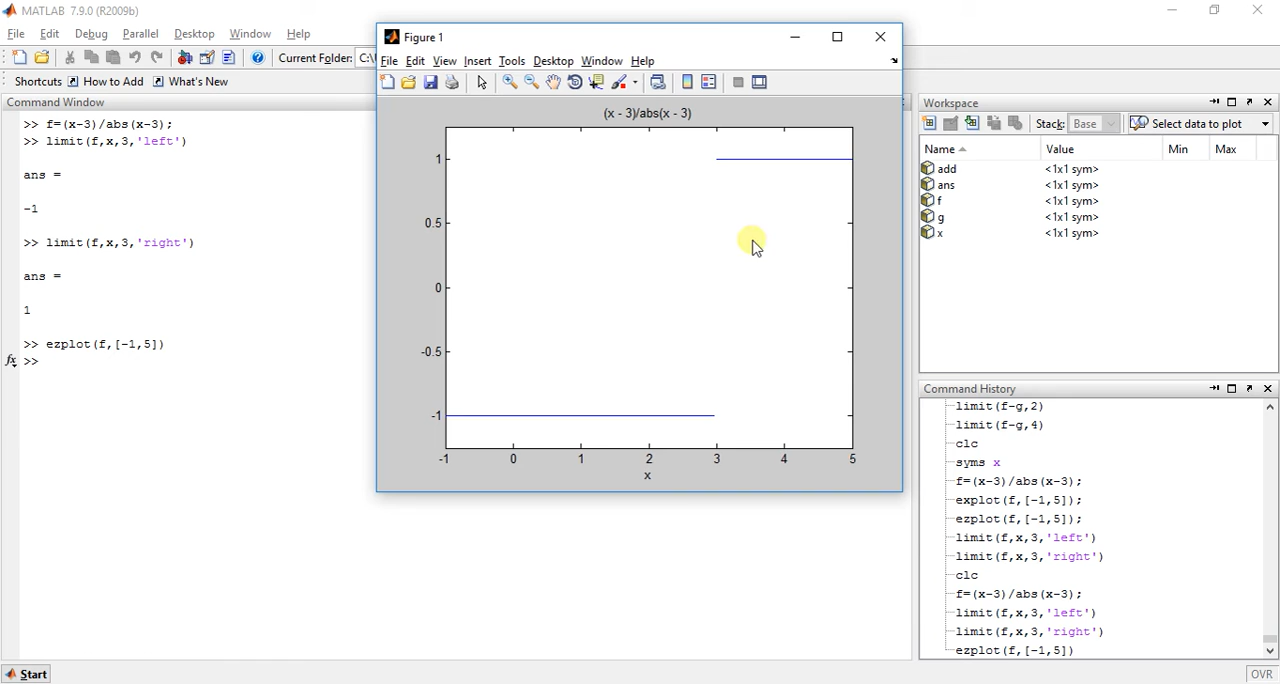 MATLAB 7.9.0 (R2009b)
File Edit Debug Parallel Desktop Window Help
Current Folder: C:\
Shortcuts How to Add What's New
Command Window
>> f=(x-3)/abs(x-3);
>> limit(f,x,3,'left')
ans =
-1
>> limit(f,x,3,'right')
ans =
1
>> ezplot(f,[-1,5])
fx >>
Figure 1
File Edit View Insert Tools Desktop Window Help
(x - 3)/abs(x - 3)
1
0.5
0
-0.5
-1
-1 0 1 2 3 4 5
x
Workspace
Stack: Base Select data to plot
Name Value Min Max
add <1x1 sym>
ans <1x1 sym>
f <1x1 sym>
g <1x1 sym>
x <1x1 sym>
Command History
limit(f-g,2)
limit(f-g,4)
clc
syms x
f=(x-3)/abs(x-3);
explot(f,[-1,5]);
ezplot(f,[-1,5]);
limit(f,x,3,'left')
limit(f,x,3,'right')
clc
f=(x-3)/abs(x-3);
limit(f,x,3,'left')
limit(f,x,3,'right')
ezplot(f,[-1,5])
Start
OVR